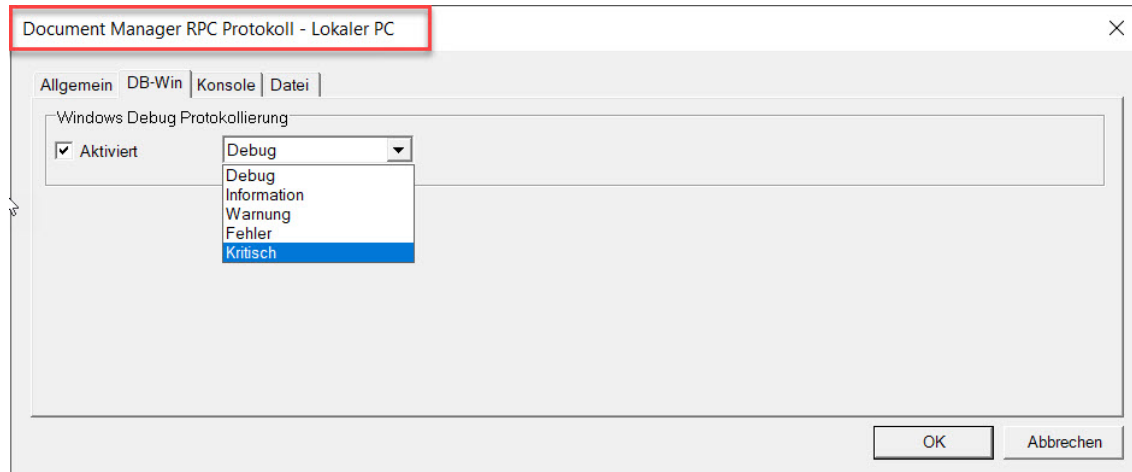 Document Manager RPC Protokoll - Lokaler PC
Allgemein DB-Win Konsole Datei
Windows Debug Protokollierung
Aktiviert Debug
Debug
Information
Warnung
Fehler
Kritisch
OK Abbrechen